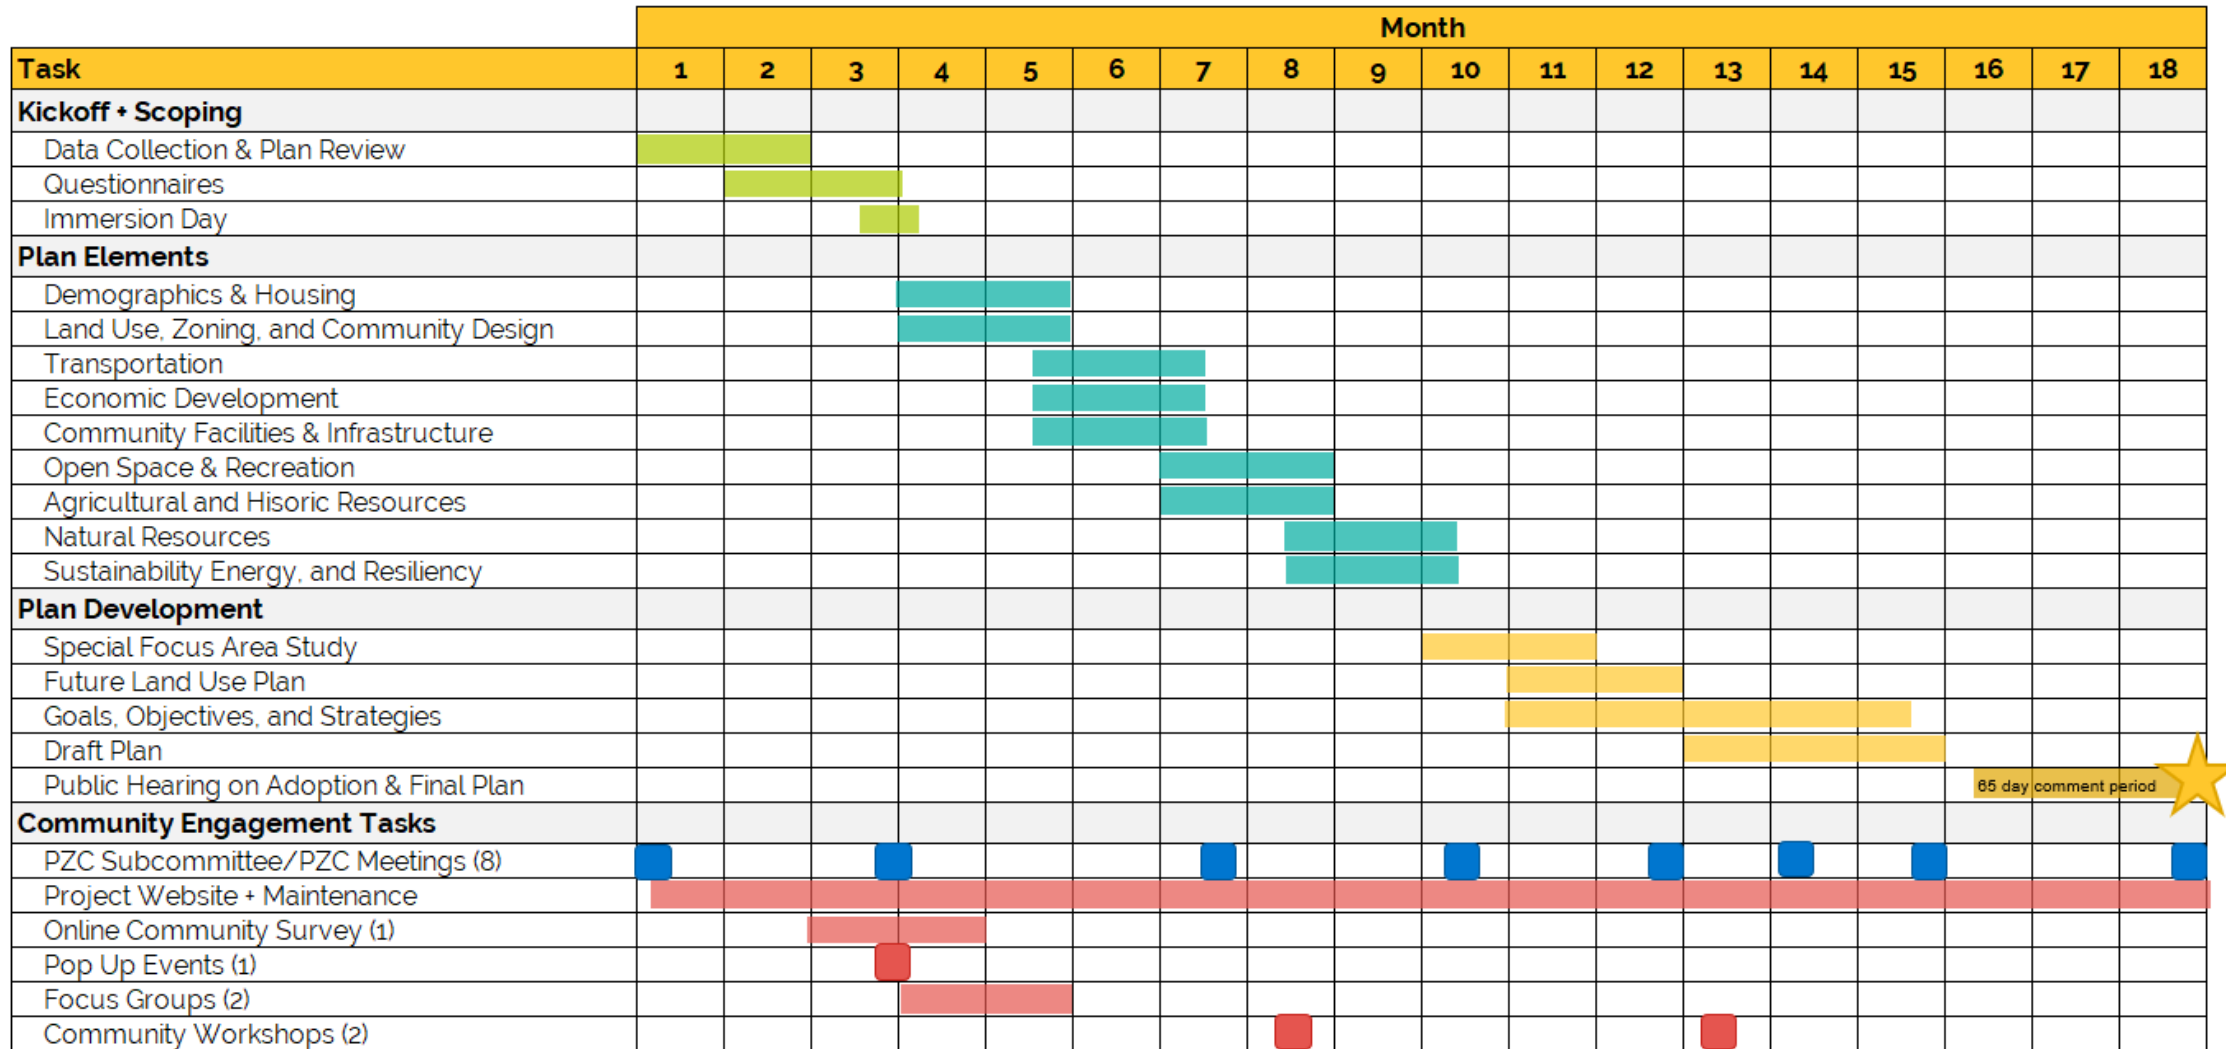 Month
Task 1 2 3 4 5 6 7 8 9 10 11 12 13 14 15 16 17 18
Kickoff + Scoping
Data Collection & Plan Review
Questionnaires
Immersion Day
Plan Elements
Demographics & Housing
Land Use, Zoning, and Community Design
Transportation
Economic Development
Community Facilities & Infrastructure
Open Space & Recreation
Agricultural and Hisoric Resources
Natural Resources
Sustainability Energy, and Resiliency
Plan Development
Special Focus Area Study
Future Land Use Plan
Goals, Objectives, and Strategies
Draft Plan
Public Hearing on Adoption & Final Plan 65 day comment period
Community Engagement Tasks
PZC Subcommittee/PZC Meetings (8)
Project Website + Maintenance
Online Community Survey (1)
Pop Up Events (1)
Focus Groups (2)
Community Workshops (2)